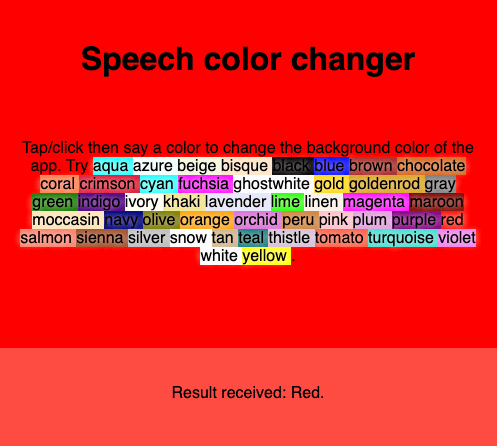 Speech color changer
Tap/click then say a color to change the background color of the
app. Try aqua azure beige bisque black blue brown chocolate
coral crimson cyan fuchsia ghostwhite gold goldenrod gray
green indigo ivory khaki lavender lime linen magenta maroon
moccasin navy olive orange orchid peru pink plum purple red
salmon sienna silver snow tan teal thistle tomato turquoise violet
white yellow .
Result received: Red.